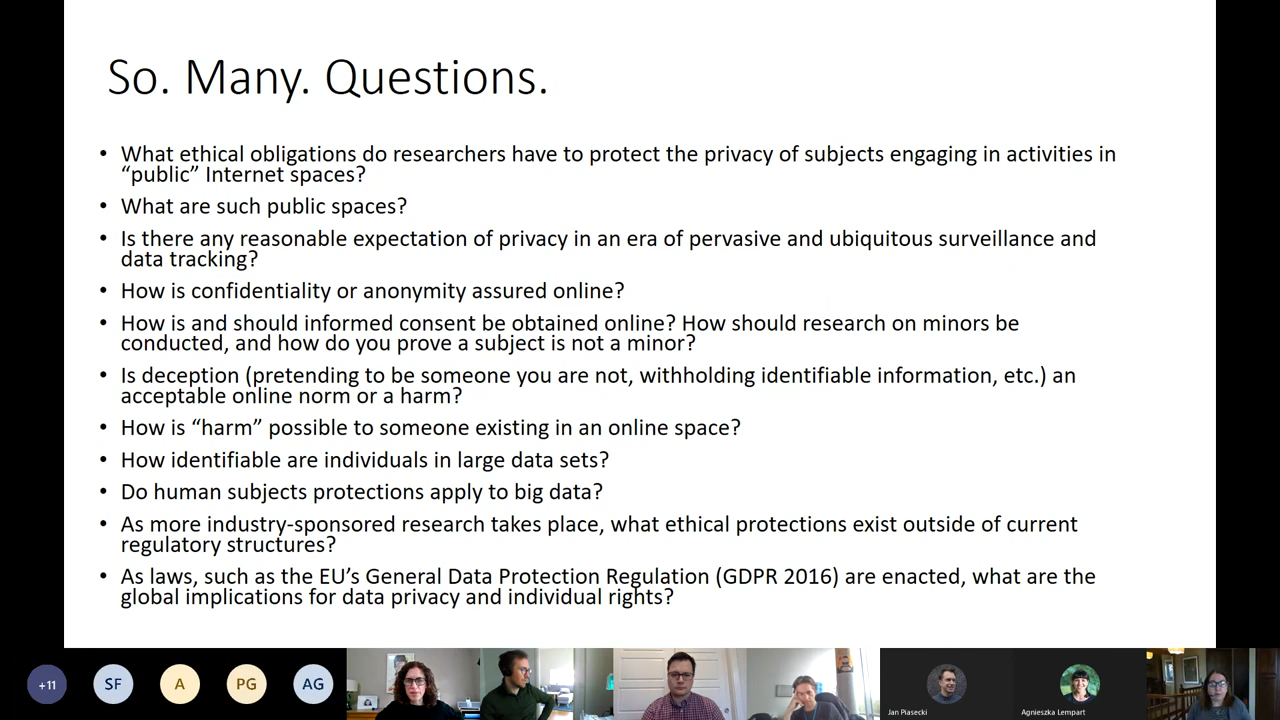 So. Many. Questions.
• What ethical obligations do researchers have to protect the privacy of subjects engaging in activities in
“public” Internet spaces?
• What are such public spaces?
• Is there any reasonable expectation of privacy in an era of pervasive and ubiquitous surveillance and
data tracking?
• How is confidentiality or anonymity assured online?
• How is and should informed consent be obtained online? How should research on minors be
conducted, and how do you prove a subject is not a minor?
• Is deception (pretending to be someone you are not, withholding identifiable information, etc.) an
acceptable online norm or a harm?
• How is “harm” possible to someone existing in an online space?
• How identifiable are individuals in large data sets?
• Do human subjects protections apply to big data?
• As more industry-sponsored research takes place, what ethical protections exist outside of current
regulatory structures?
• As laws, such as the EU’s General Data Protection Regulation (GDPR 2016) are enacted, what are the
global implications for data privacy and individual rights?
+11
SF
A
PG
AG
Jan Piasecki
Agnieszka Lempart